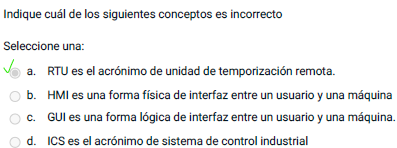 Indique cuál de los siguientes conceptos es incorrecto
Seleccione una:
a. RTU es el acrónimo de unidad de temporización remota.
b. HMI es una forma física de interfaz entre un usuario y una máquina
c. GUI es una forma lógica de interfaz entre un usuario y una máquina.
d. ICS es el acrónimo de sistema de control industrial